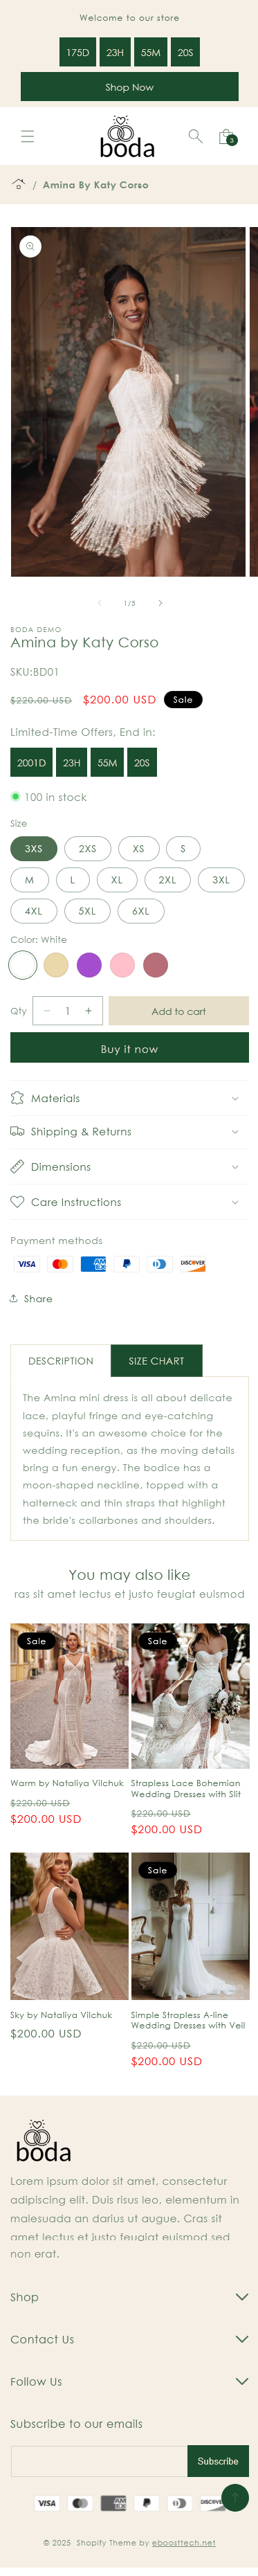 Welcome to our store
175D 23H 55M 20S
Shop Now
boda
3
/ Amina By Katy Corso
1/5
BODA DEMO
Amina by Katy Corso
SKU:BD01
$220.00 USD $200.00 USD Sale
Limited-Time Offers, End in:
2001D 23H 55M 20S
100 in stock
Size
3XS 2XS XS S
M L XL 2XL 3XL
4XL 5XL 6XL
Color: White
Qty − 1 + Add to cart
Buy it now
Materials
Shipping & Returns
Dimensions
Care Instructions
Payment methods
VISA AMEX DISCOVER
Share
DESCRIPTION SIZE CHART
The Amina mini dress is all about delicate
lace, playful fringe and eye-catching
sequins. It's an awesome choice for the
wedding reception, as the moving details
bring a fun energy. The bodice has a
moon-shaped neckline, topped with a
halterneck and thin straps that highlight
the bride's collarbones and shoulders.
You may also like
ras sit amet lectus et justo feugiat euismod
Sale
Warm by Nataliya Vilchuk
$220.00 USD
$200.00 USD
Sale
Strapless Lace Bohemian
Wedding Dresses with Slit
$220.00 USD
$200.00 USD
Sky by Nataliya Vilchuk
$200.00 USD
Sale
Simple Strapless A-line
Wedding Dresses with Veil
$220.00 USD
$200.00 USD
boda
Lorem ipsum dolor sit amet, consectetur
adipiscing elit. Duis risus leo, elementum in
malesuada an darius ut augue. Cras sit
amet lectus et justo feugiat euismod sed
non erat.
Shop
Contact Us
Follow Us
Subscribe to our emails
Subscribe
VISA AMEX DISCOVER
© 2025 Shopify Theme by eboosttech.net